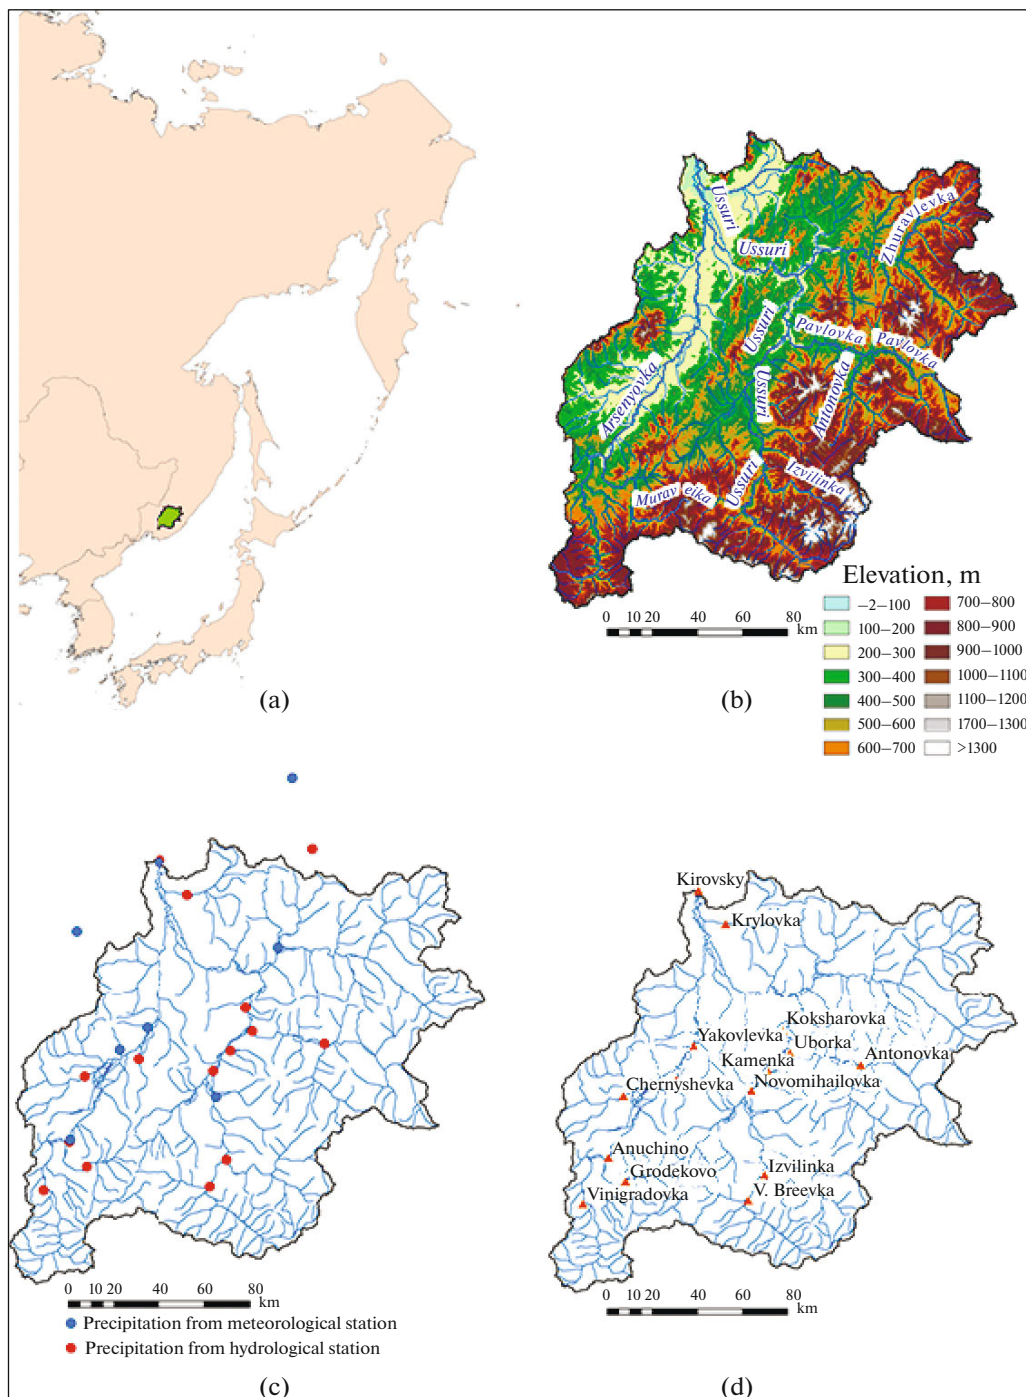 (a)
Ussuri
Ussuri
Zhuravlevka
Ussuri
Pavlovka
Pavlovka
Arsenyovka
Ussuri
Antonovka
Ussuri
Izvilinka
Muraveika
Elevation, m
−2−100
100−200
200−300
300−400
400−500
500−600
600−700
700−800
800−900
900−1000
1000−1100
1100−1200
1700−1300
>1300
0 10 20 40 60 80
km
(b)
0 10 20 40 60 80
km
Precipitation from meteorological station
Precipitation from hydrological station
(c)
Kirovsky
Krylovka
Koksharovka
Yakovlevka
Uborka
Kamenka
Antonovka
Chernyshevka
Novomihailovka
Anuchino
Grodekovo
Izvilinka
Vinigradovka
V. Breevka
0 10 20 40 60 80
km
(d)